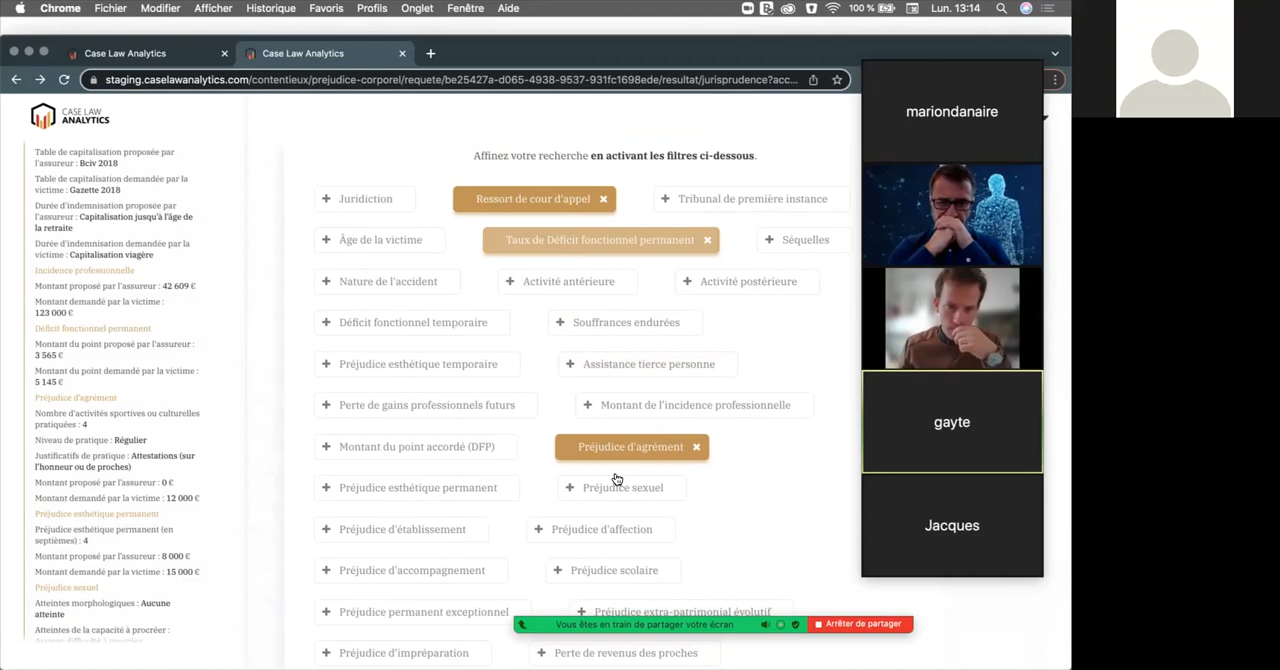 Chrome Fichier Modifier Afficher Historique Favoris Profils Onglet Fenêtre Aide 100 % Lun. 13:14
Case Law Analytics
Case Law Analytics
staging.caselawanalytics.com/contentieux/prejudice-corporel/requete/be25427a-d065-4938-9537-931fc1698ede/resultat/jurisprudence?acc...
CASE LAW
ANALYTICS
Table de capitalisation proposée par
l'assureur : Bciv 2018
Table de capitalisation demandée par la
victime : Gazette 2018
Durée d'indemnisation proposée par
l'assureur : Capitalisation jusqu'à l'âge de
la retraite
Durée d'indemnisation demandée par la
victime : Capitalisation viagère
Incidence professionnelle
Montant proposé par l'assureur : 42 609 €
Montant demandé par la victime :
123 000 €
Déficit fonctionnel permanent
Montant du point proposé par l'assureur :
3 565 €
Montant du point demandé par la victime :
5 145 €
Préjudice d'agrément
Nombre d'activités sportives ou culturelles
pratiquées : 4
Niveau de pratique : Régulier
Justificatifs de pratique : Attestations (sur
l'honneur ou de proches)
Montant proposé par l'assureur : 0 €
Montant demandé par la victime : 12 000 €
Préjudice esthétique permanent
Préjudice esthétique permanent (en
septièmes) : 4
Montant proposé par l'assureur : 8 000 €
Montant demandé par la victime : 15 000 €
Préjudice sexuel
Atteintes morphologiques : Aucune
atteinte
Atteintes de la capacité à procréer :
Affinez votre recherche en activant les filtres ci-dessous.
Juridiction
Ressort de cour d'appel
Tribunal de première instance
Âge de la victime
Taux de Déficit fonctionnel permanent
Séquelles
Nature de l'accident
Activité antérieure
Activité postérieure
Déficit fonctionnel temporaire
Souffrances endurées
Préjudice esthétique temporaire
Assistance tierce personne
Perte de gains professionnels futurs
Montant de l'incidence professionnelle
Montant du point accordé (DFP)
Préjudice d'agrément
Préjudice esthétique permanent
Préjudice sexuel
Préjudice d'établissement
Préjudice d'affection
Préjudice d'accompagnement
Préjudice scolaire
Préjudice permanent exceptionnel
Préjudice extra-patrimonial évolutif
Préjudice d'impréparation
Perte de revenus des proches
Vous êtes en train de partager votre écran
Arrêter de partager
mariondanaire
gayte
Jacques